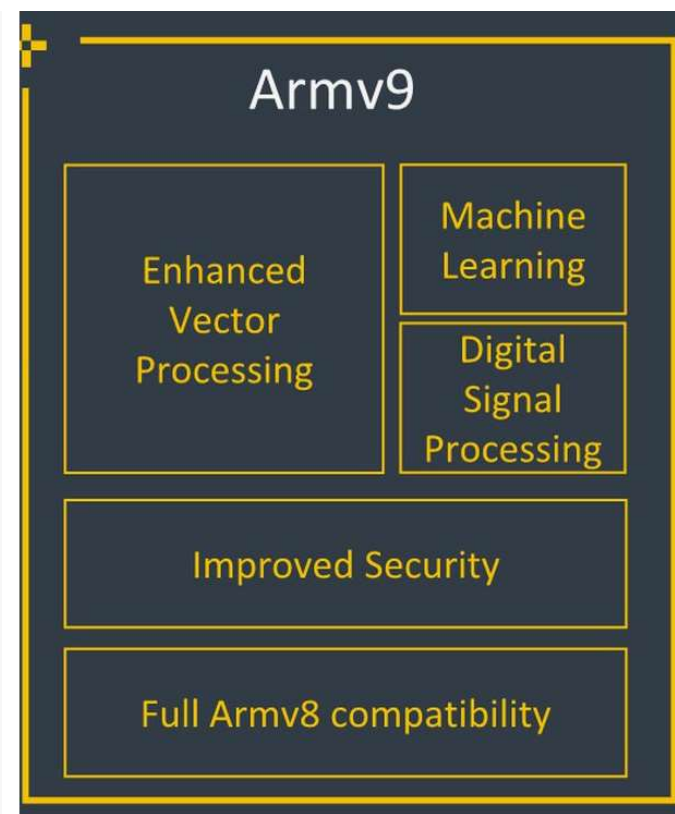 Armv9
Enhanced
Vector
Processing
Machine
Learning
Digital
Signal
Processing
Improved Security
Full Armv8 compatibility